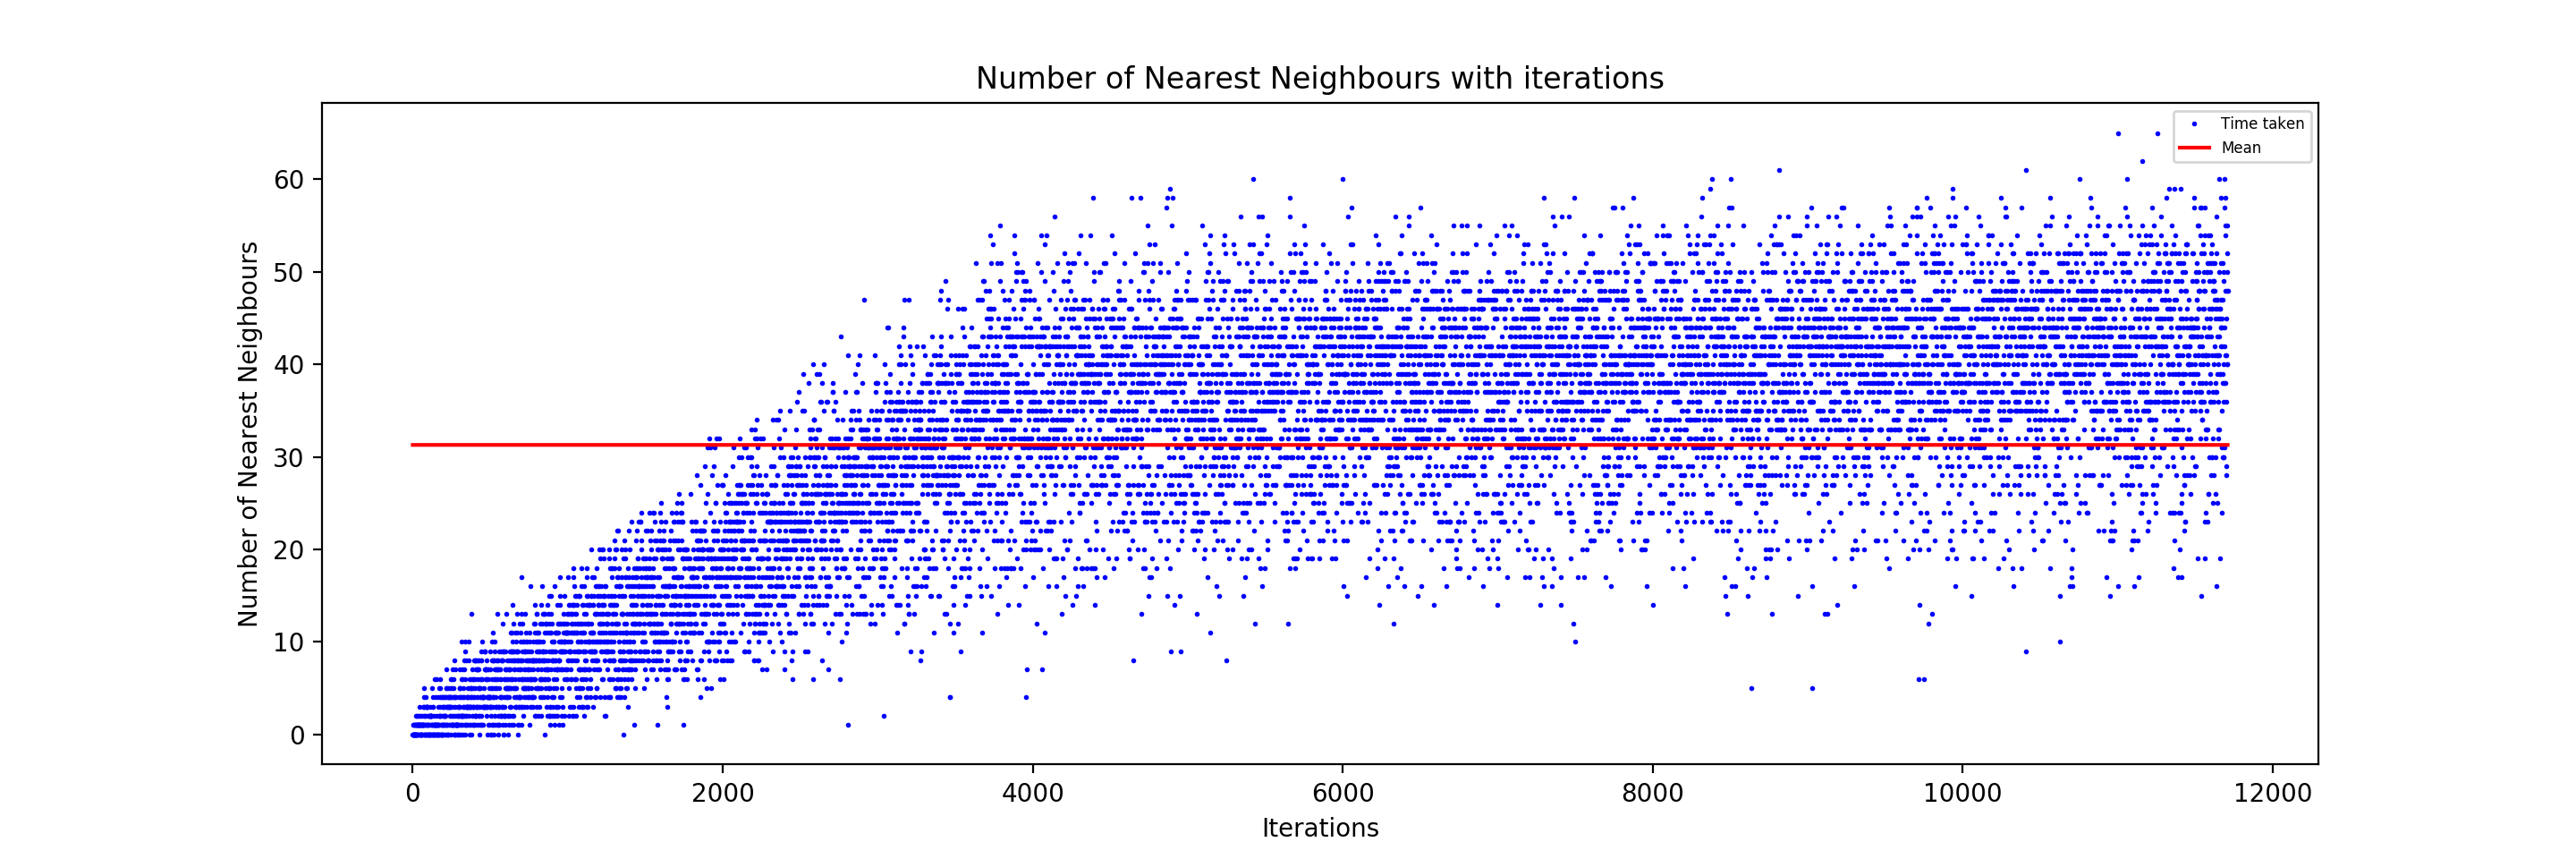 Number of Nearest Neighbours with iterations
Time taken
Mean
Number of Nearest Neighbours
60
50
40
30
20
10
0
0 2000 4000 6000 8000 10000 12000
Iterations